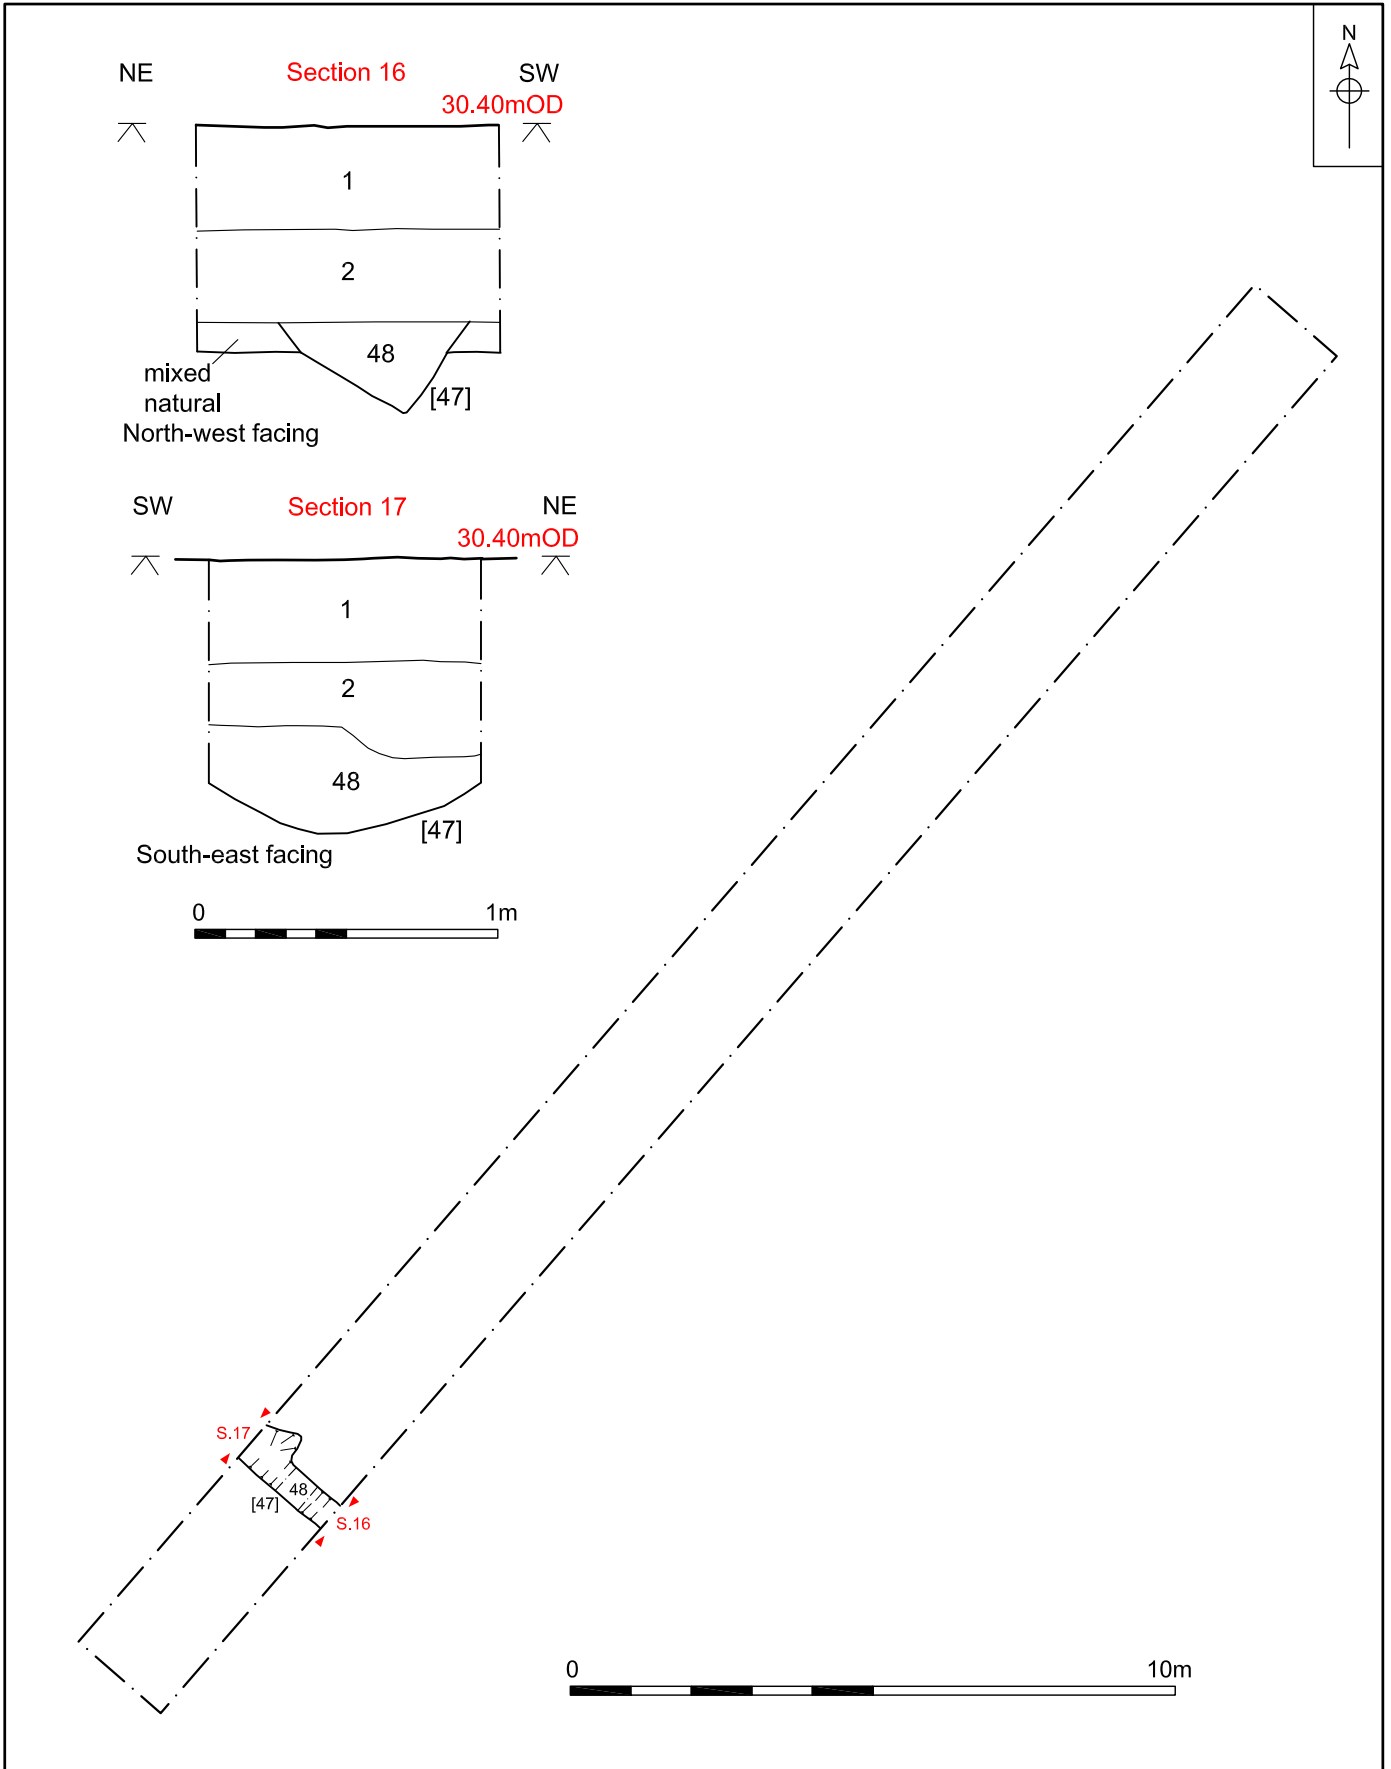 N
NE Section 16 SW
30.40mOD
1
2
48
mixed
natural
[47]
North-west facing
SW Section 17 NE
30.40mOD
1
2
48
[47]
South-east facing
0 1m
S.17
48
[47]
S.16
0 10m